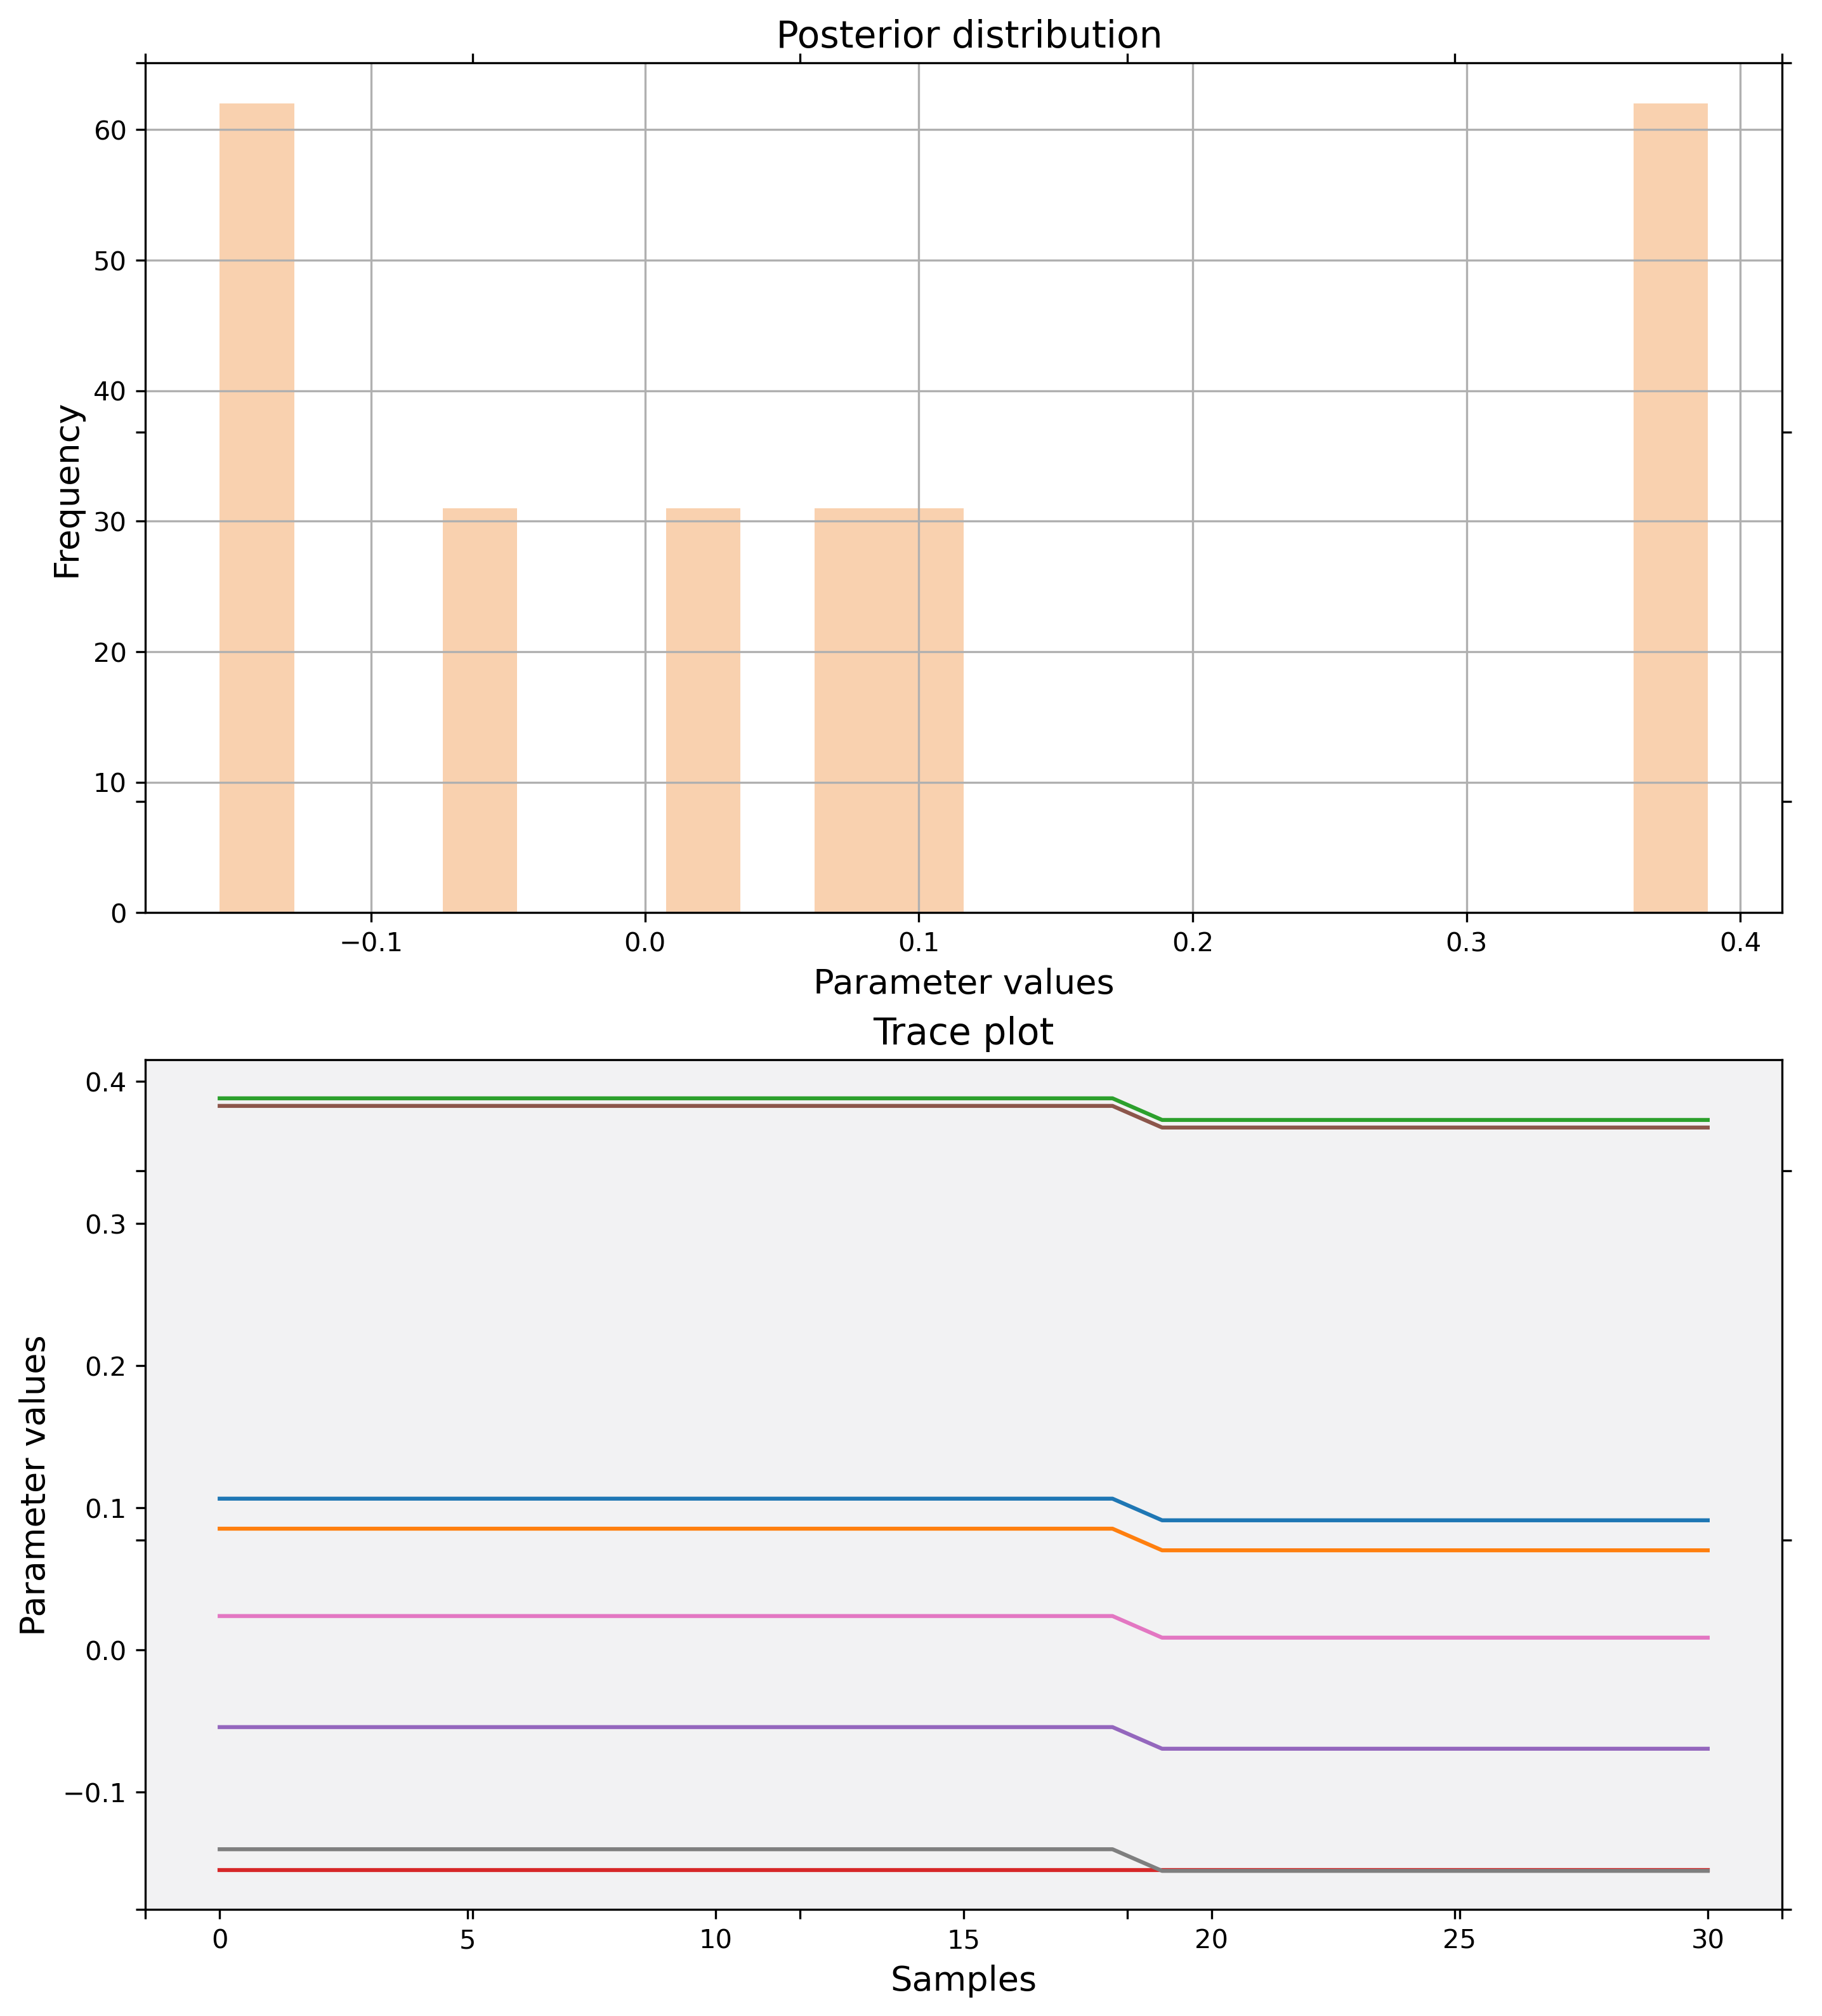 Posterior distribution
60
50
40
30
20
10
0
Frequency
−0.1 0.0 0.1 0.2 0.3 0.4
Parameter values
Trace plot
0.4
0.3
0.2
0.1
0.0
−0.1
Parameter values
0 5 10 15 20 25 30
Samples